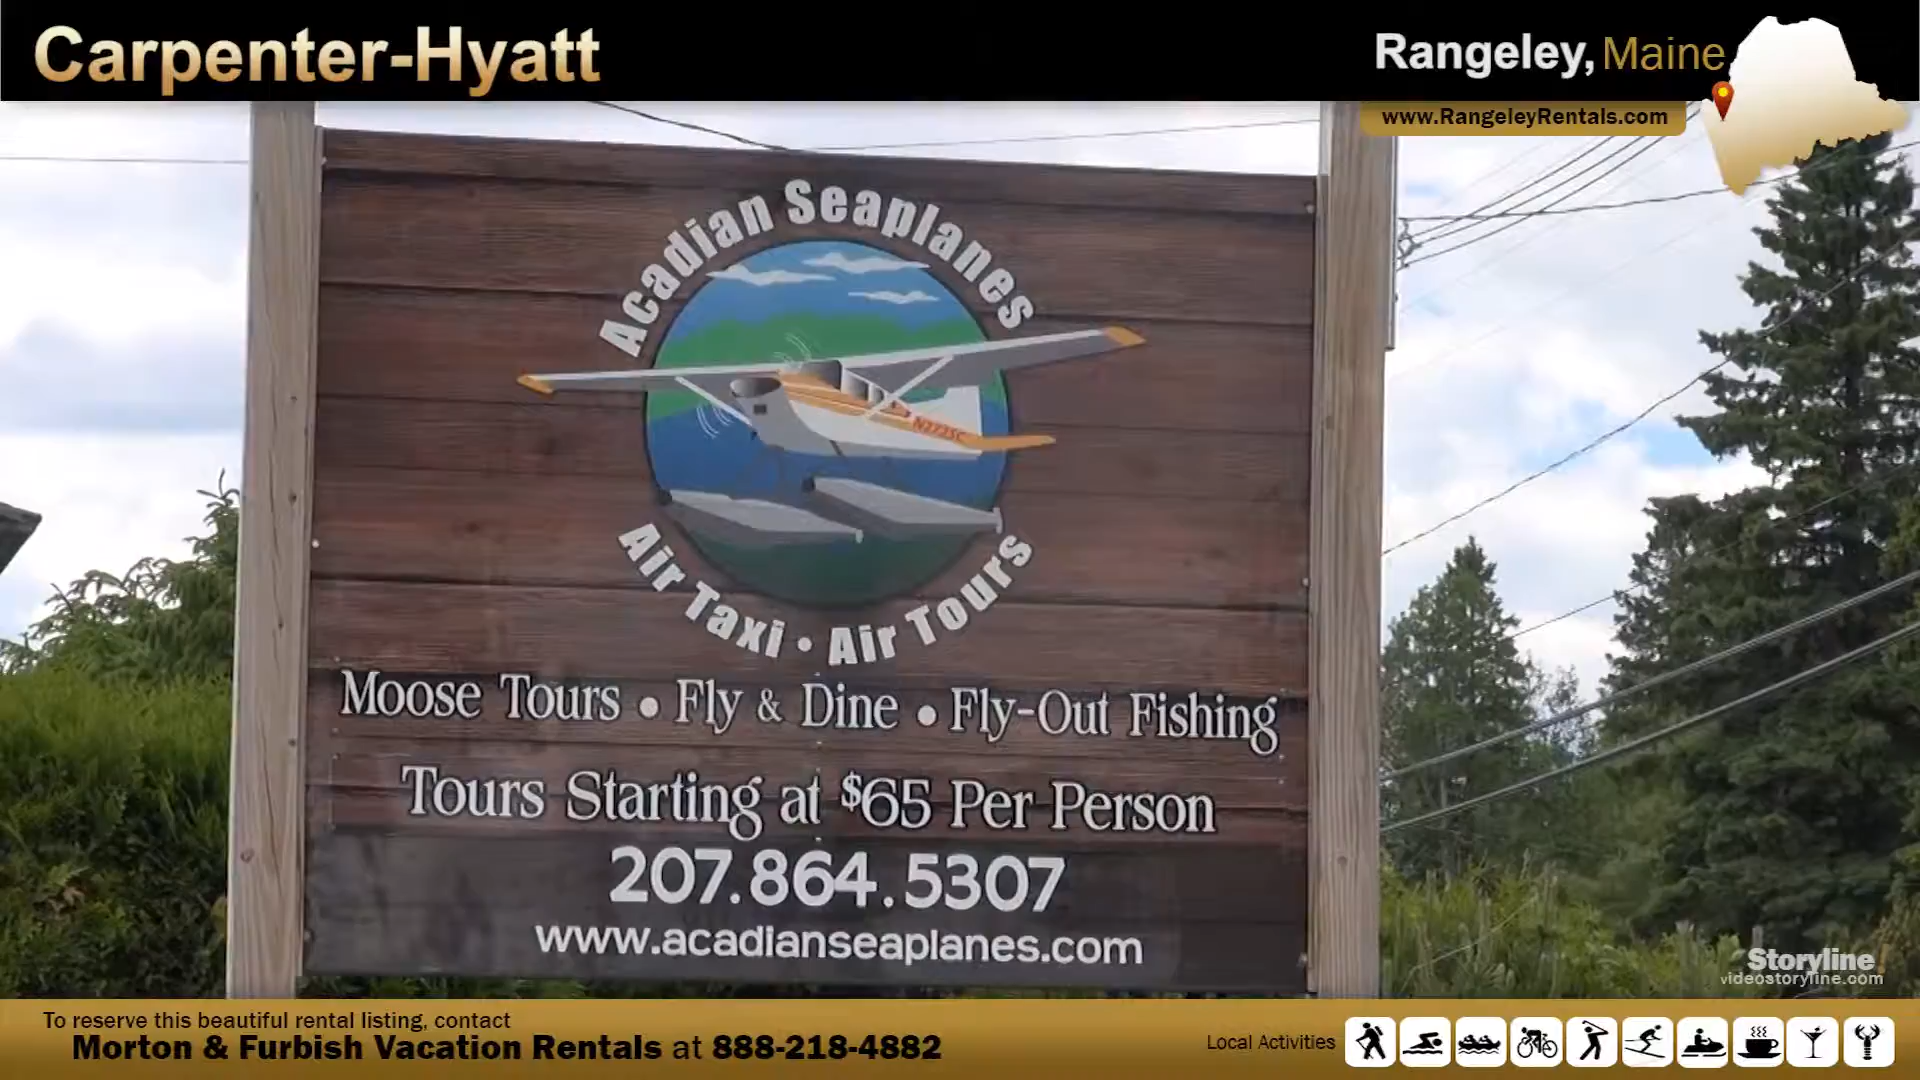 Carpenter-Hyatt
Rangeley, Maine
www.RangeleyRentals.com
Acadian Seaplanes
N272SC
Air Taxi • Air Tours
Moose Tours • Fly & Dine • Fly-Out Fishing
Tours Starting at $65 Per Person
207.864.5307
www.acadianseaplanes.com
Storyline
videostoryline.com
To reserve this beautiful rental listing, contact
Morton & Furbish Vacation Rentals at 888-218-4882
Local Activities